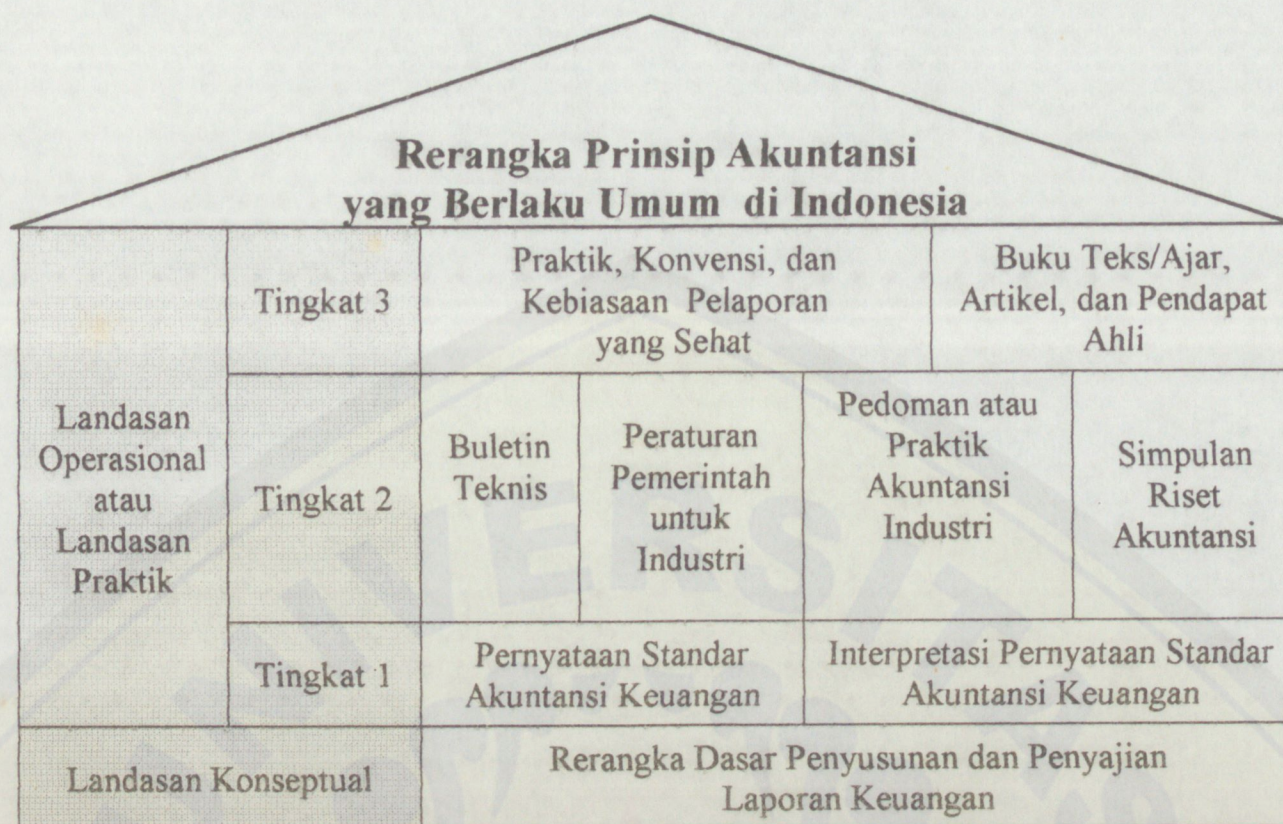 Rerangka Prinsip Akuntansi
yang Berlaku Umum di Indonesia
Landasan
Operasional
atau
Landasan
Praktik
Tingkat 3
Praktik, Konvensi, dan
Kebiasaan Pelaporan
yang Sehat
Buku Teks/Ajar,
Artikel, dan Pendapat
Ahli
Tingkat 2
Buletin
Teknis
Peraturan
Pemerintah
untuk
Industri
Pedoman atau
Praktik
Akuntansi
Industri
Simpulan
Riset
Akuntansi
Tingkat 1
Pernyataan Standar
Akuntansi Keuangan
Interpretasi Pernyataan Standar
Akuntansi Keuangan
Landasan Konseptual
Rerangka Dasar Penyusunan dan Penyajian
Laporan Keuangan
UNIVERSITAS